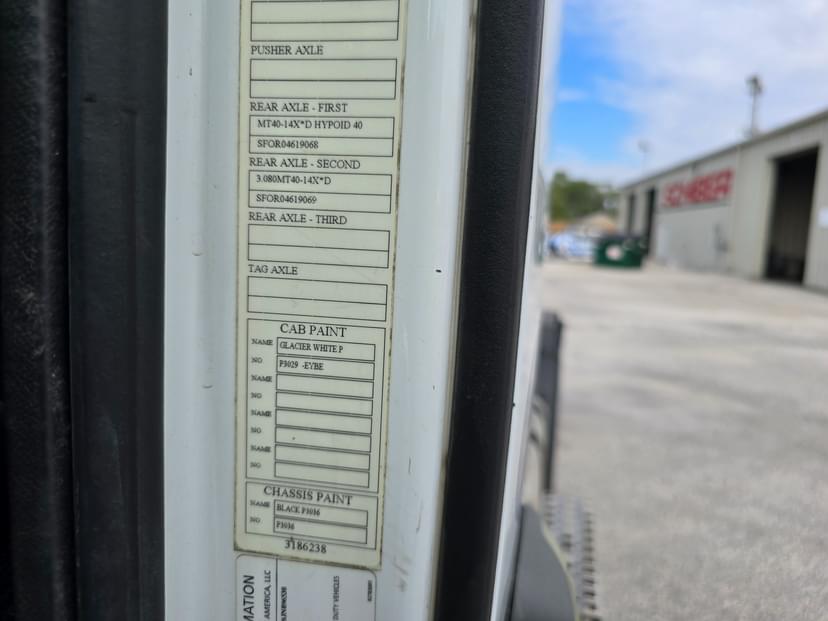 PUSHER AXLE
REAR AXLE - FIRST
MT40-14X*D HYPOID 40
SFOR04619068
REAR AXLE - SECOND
3.080MT40-14X*D
SFOR04619069
REAR AXLE - THIRD
TAG AXLE
CAB PAINT
NAME GLACIER WHITE P
NO P3029 -EYBE
NAME
NO
NAME
NO
NAME
NO
CHASSIS PAINT
NAME BLACK P3036
NO P3036
3186238
MATION
AMERICA, LLC
DUTY VEHICLES